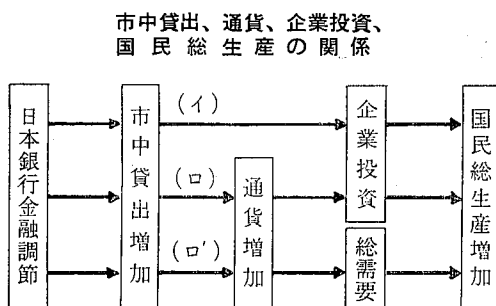 市中貸出、通貨、企業投資、
国民総生産の関係
日本銀行金融調節
市中貸出増加
(イ)
(ロ)
(ロ')
通貨増加
企業投資
総需要
国民総生産増加